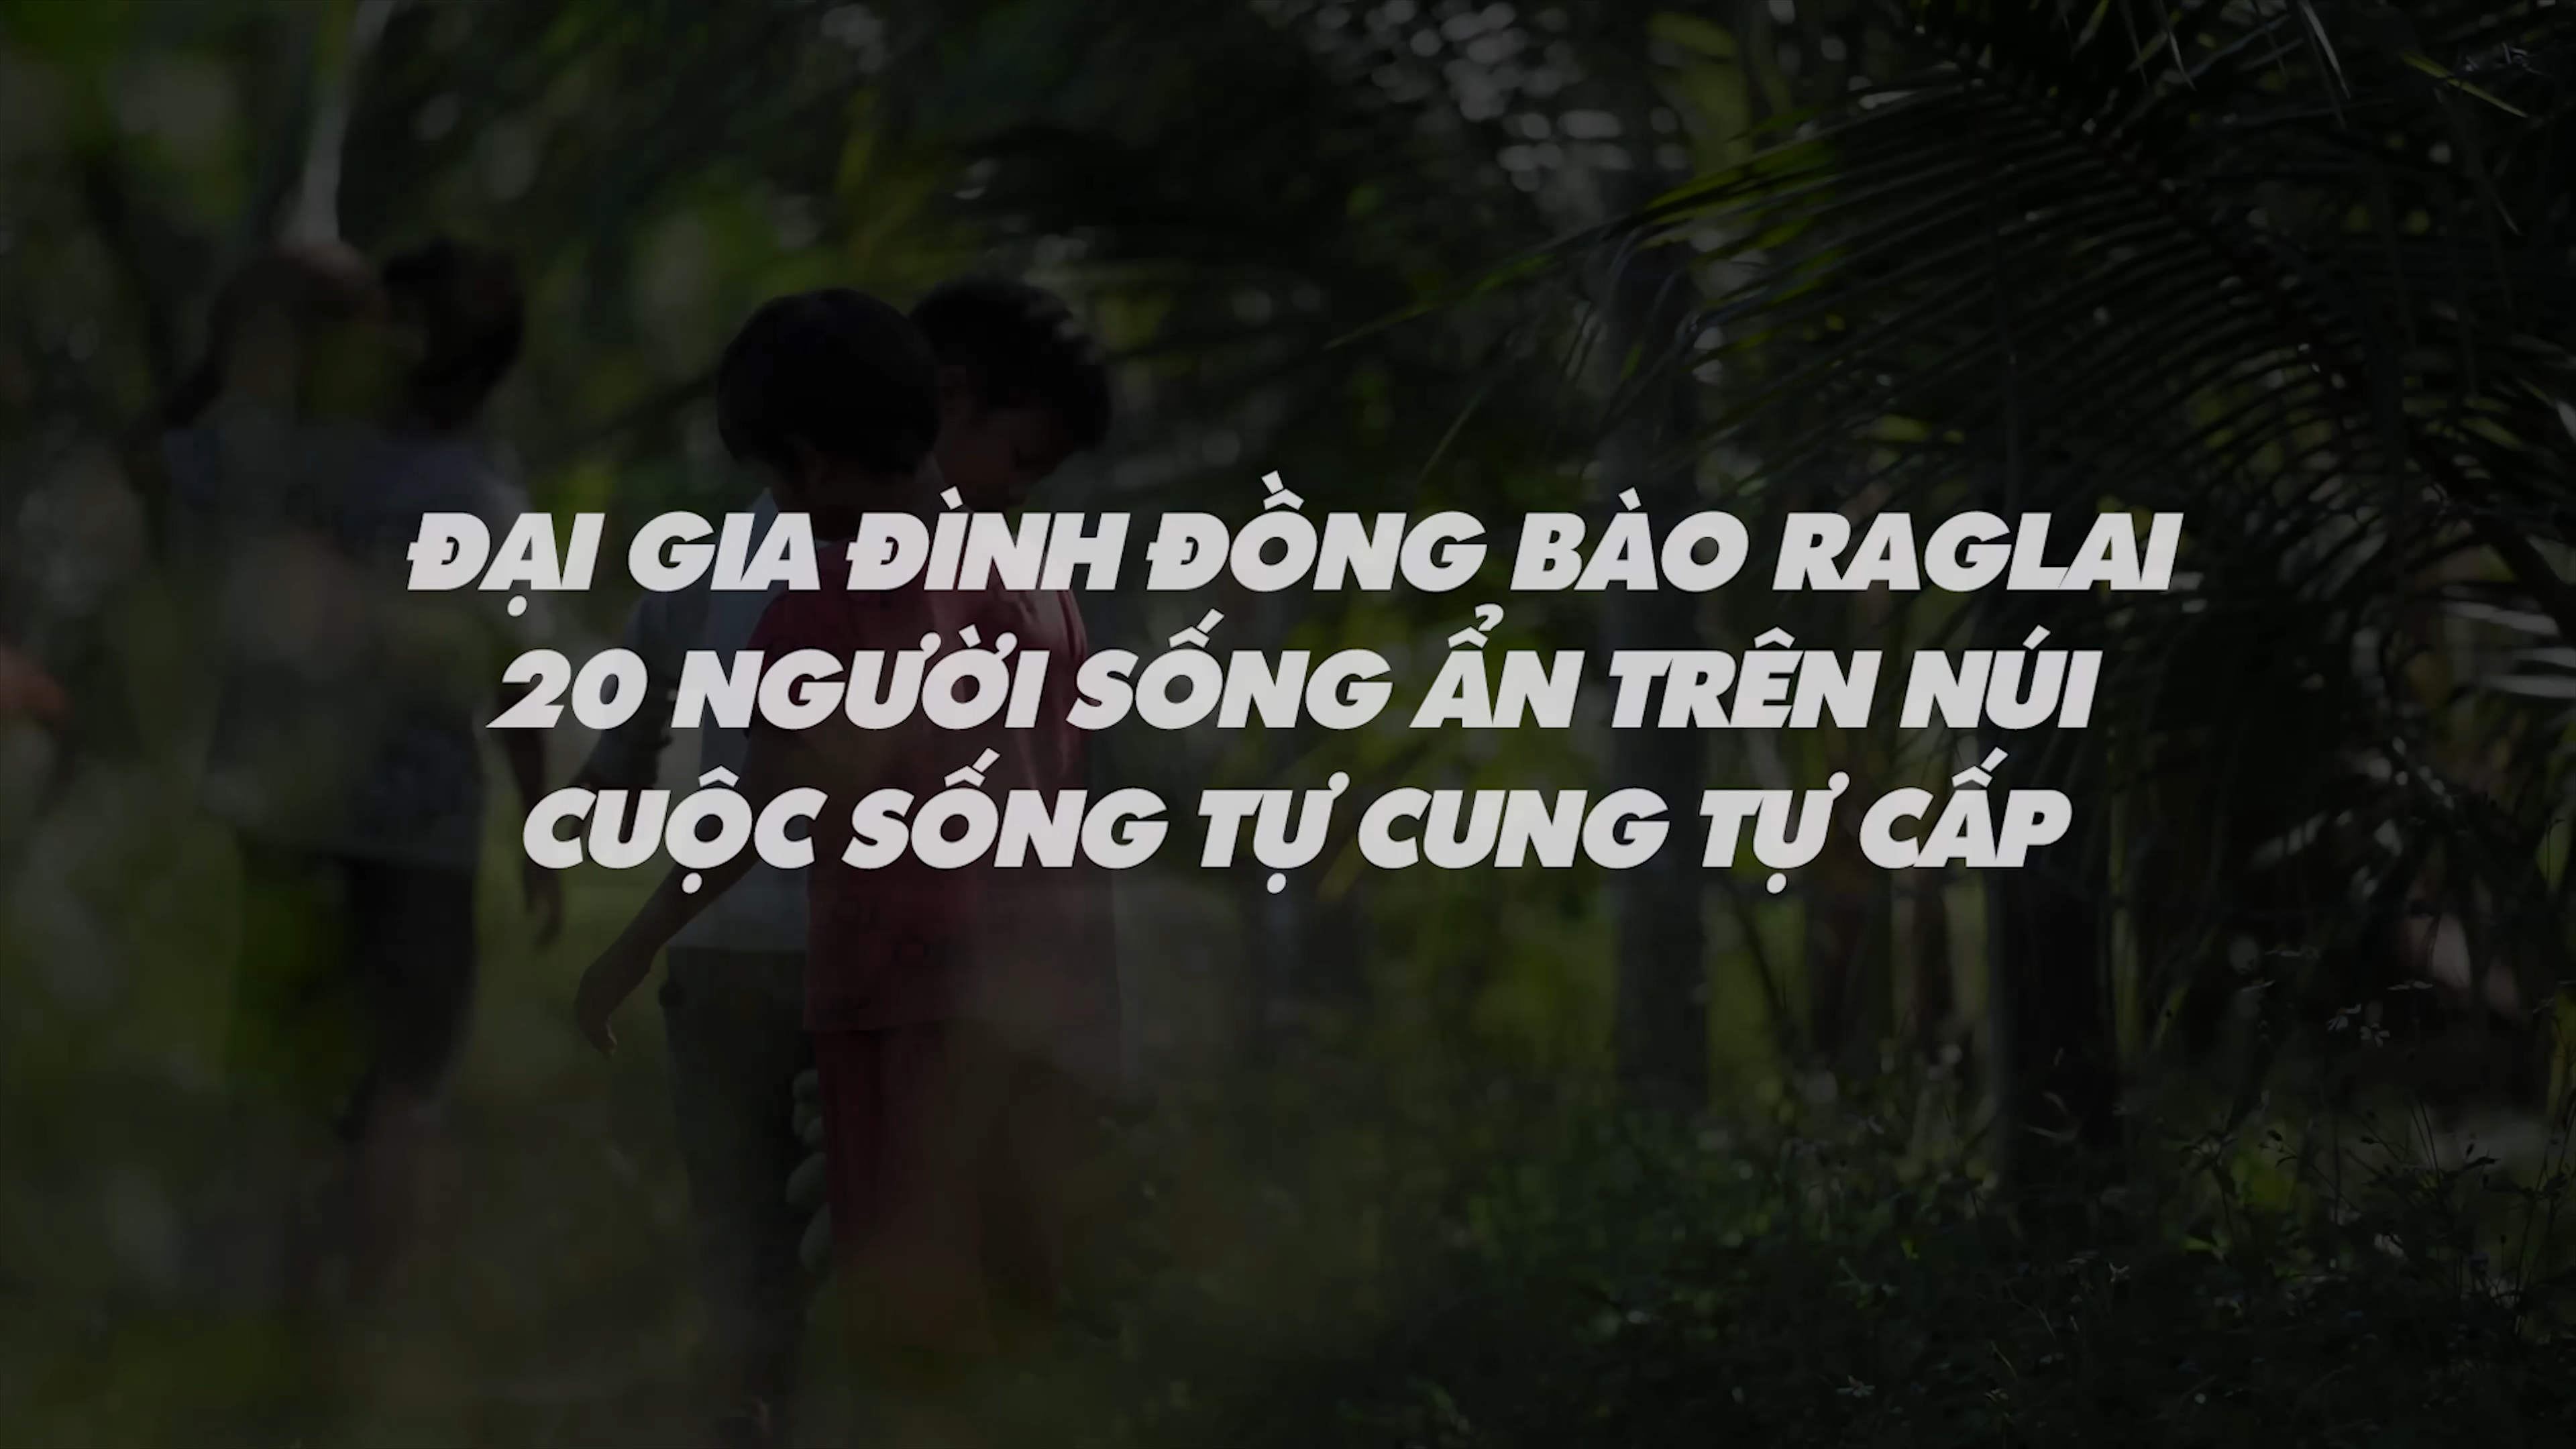 ĐẠI GIA ĐÌNH ĐỒNG BÀO RAGLAI
20 NGƯỜI SỐNG ẨN TRÊN NÚI
CUỘC SỐNG TỰ CUNG TỰ CẤP